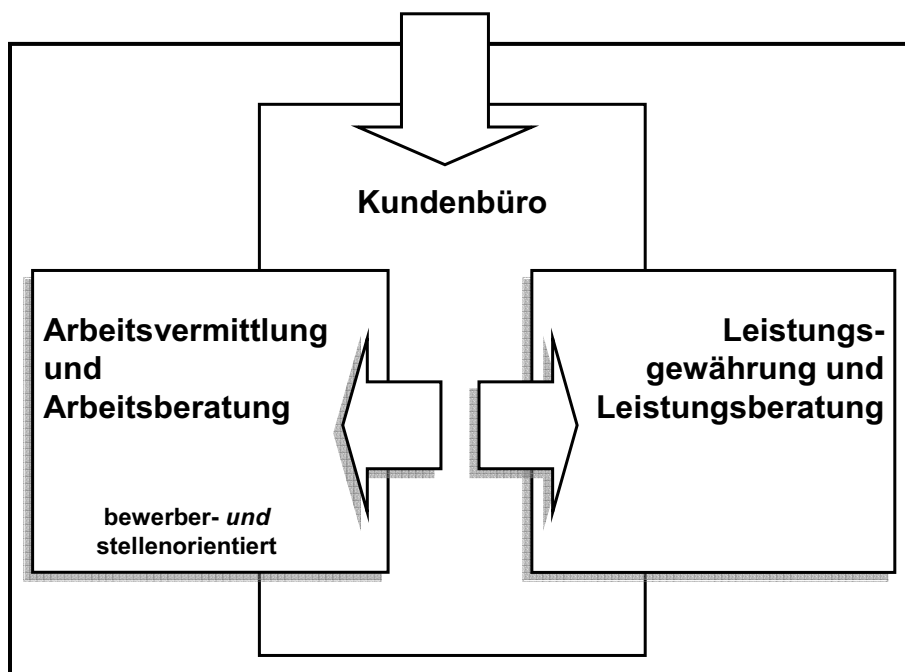 Kundenbüro
Arbeitsvermittlung
und
Arbeitsberatung
bewerber- und
stellenorientiert
Leistungs-
gewährung und
Leistungsberatung